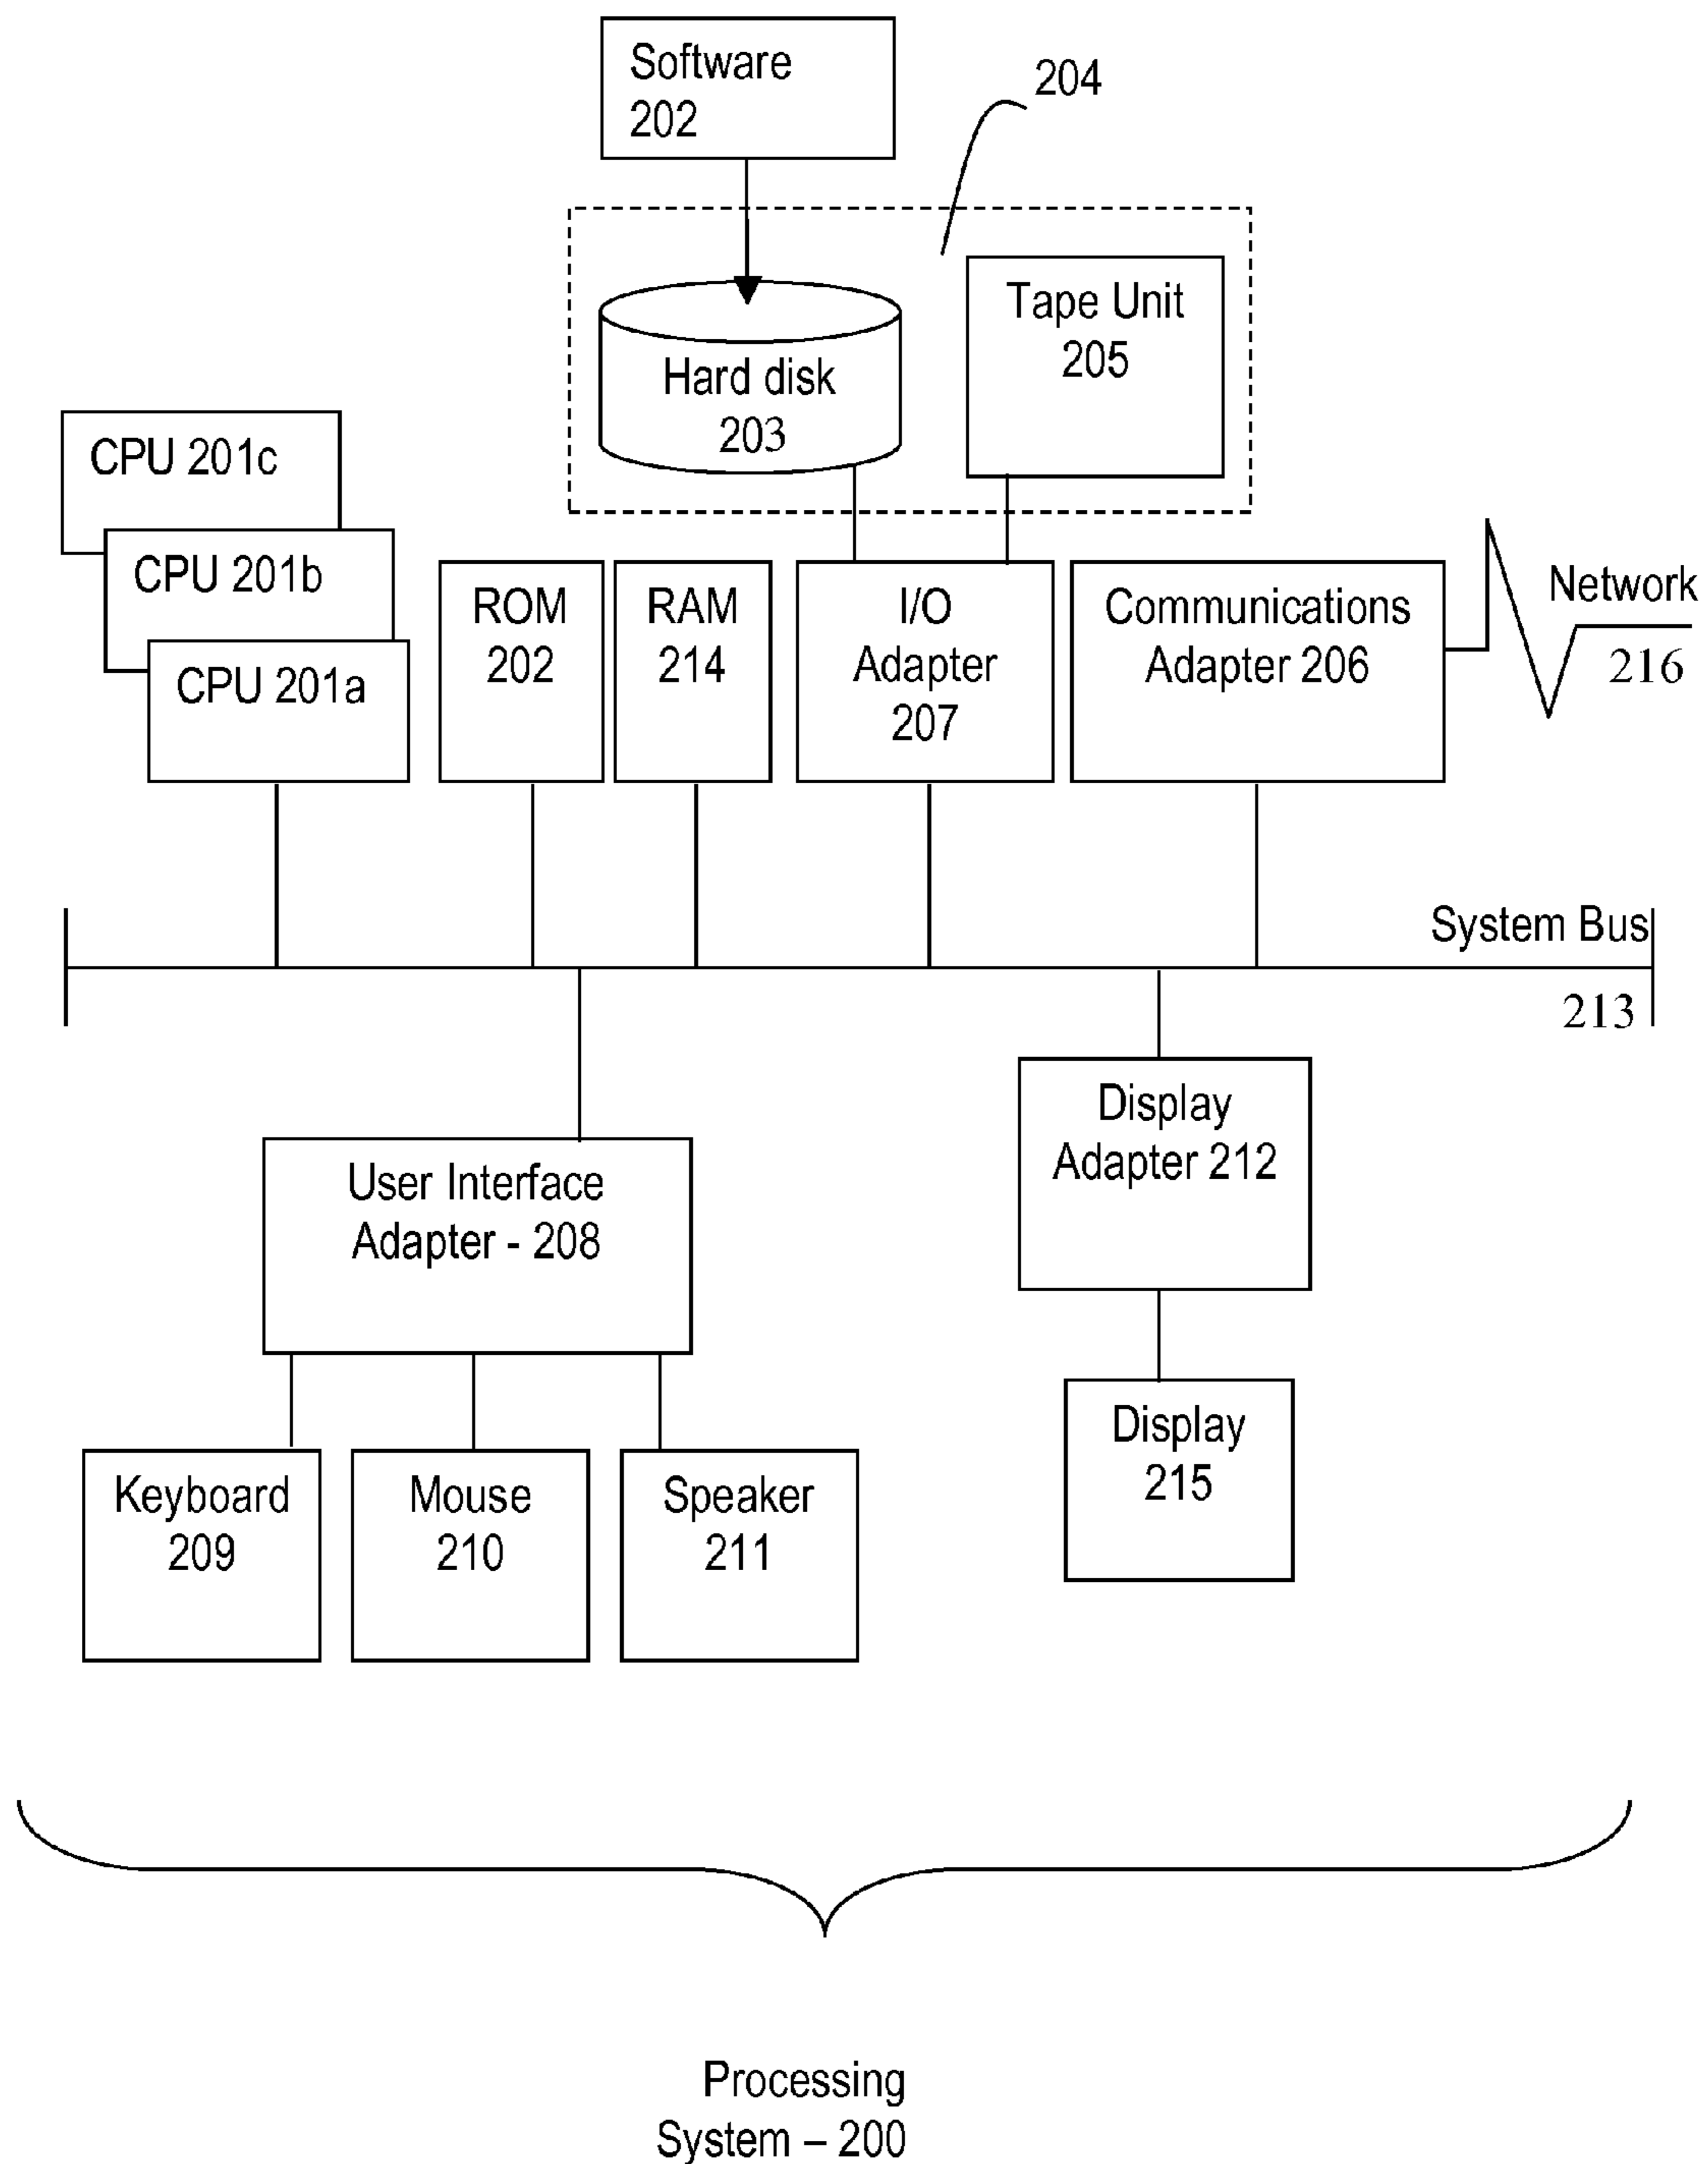 Software
202
204
Tape Unit
205
Hard disk
203
CPU 201c
CPU 201b
CPU 201a
ROM
202
RAM
214
I/O
Adapter
207
Communications
Adapter 206
Network
216
System Bus
213
User Interface
Adapter - 208
Display
Adapter 212
Keyboard
209
Mouse
210
Speaker
211
Display
215
Processing
System – 200